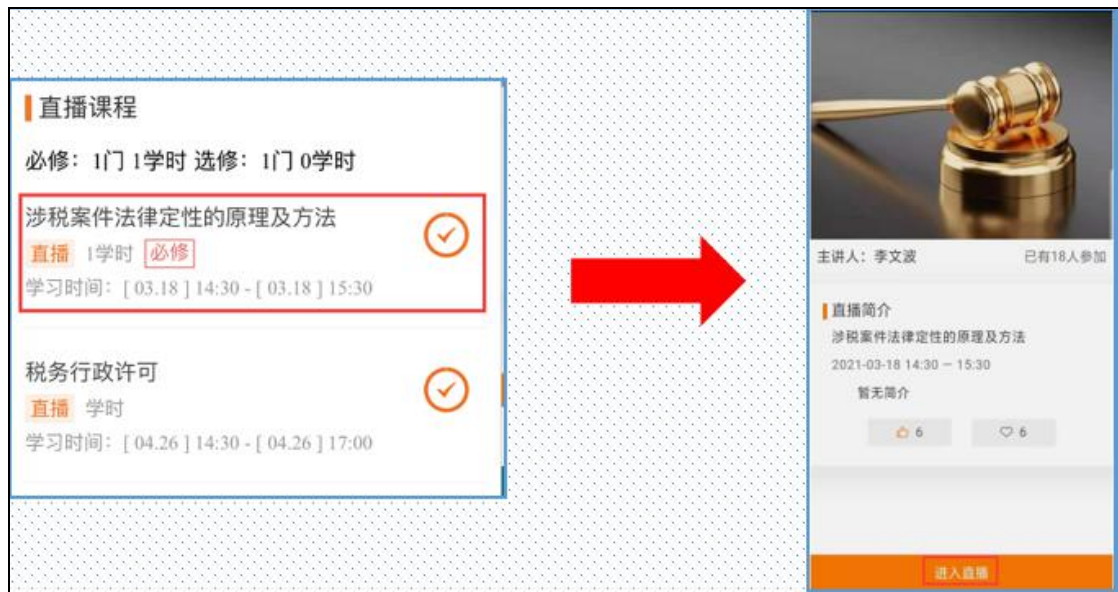 直播课程
必修：1门 1学时 选修：1门 0学时
涉税案件法律定性的原理及方法
直播 1学时 必修
学习时间：[ 03.18 ] 14:30 - [ 03.18 ] 15:30
税务行政许可
直播 学时
学习时间：[ 04.26 ] 14:30 - [ 04.26 ] 17:00
主讲人：李文波 已有18人参加
直播简介
涉税案件法律定性的原理及方法
2021-03-18 14:30 — 15:30
暂无简介
6 6
进入直播